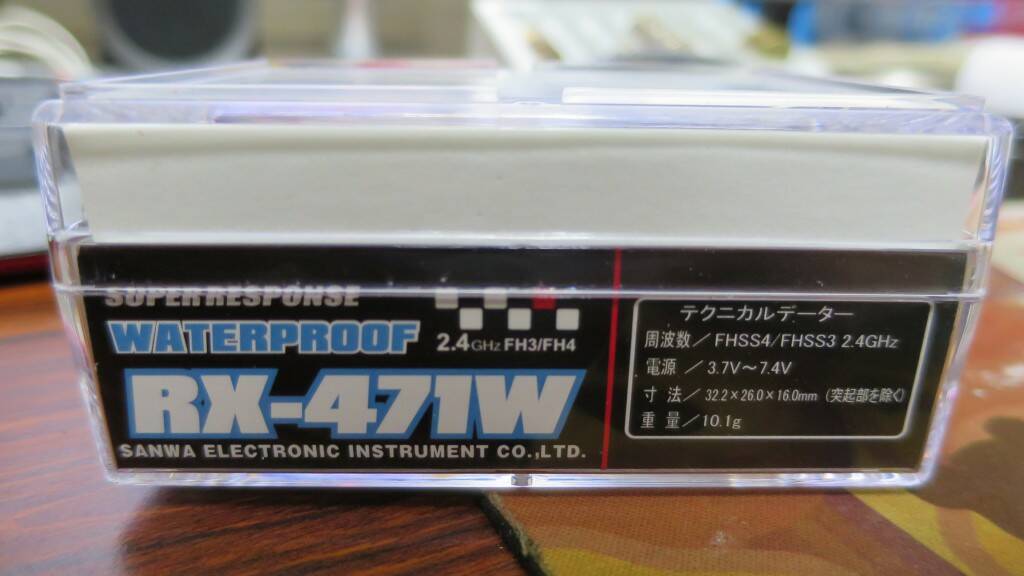 SUPER RESPONSE
WATERPROOF
2.4GHz FH3/FH4
RX-471W
SANWA ELECTRONIC INSTRUMENT CO.,LTD.
テクニカルデーター
周波数／FHSS4/FHSS3 2.4GHz
電源／3.7V〜7.4V
寸法／32.2×26.0×16.0mm（突起部を除く）
重量／10.1g